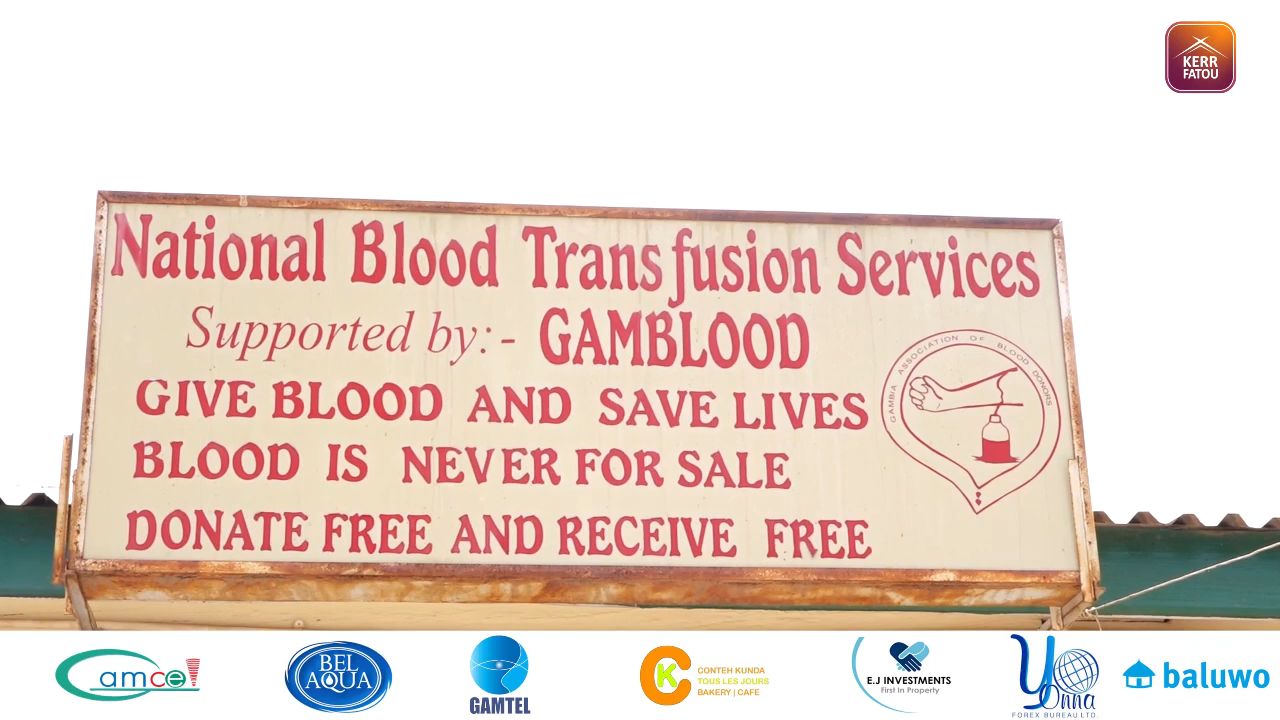 KERR
FATOU
National Blood Transfusion Services
Supported by:- GAMBLOOD
GIVE BLOOD AND SAVE LIVES
BLOOD IS NEVER FOR SALE
DONATE FREE AND RECEIVE FREE
GAMBIA ASSOCIATION OF BLOOD DONORS
amcel
BEL
AQUA
GAMTEL
CK
CONTEH KUNDA
TOUS LES JOURS
BAKERY | CAFE
E.J INVESTMENTS
First In Property
Yonna
FOREX BUREAU LTD.
baluwo